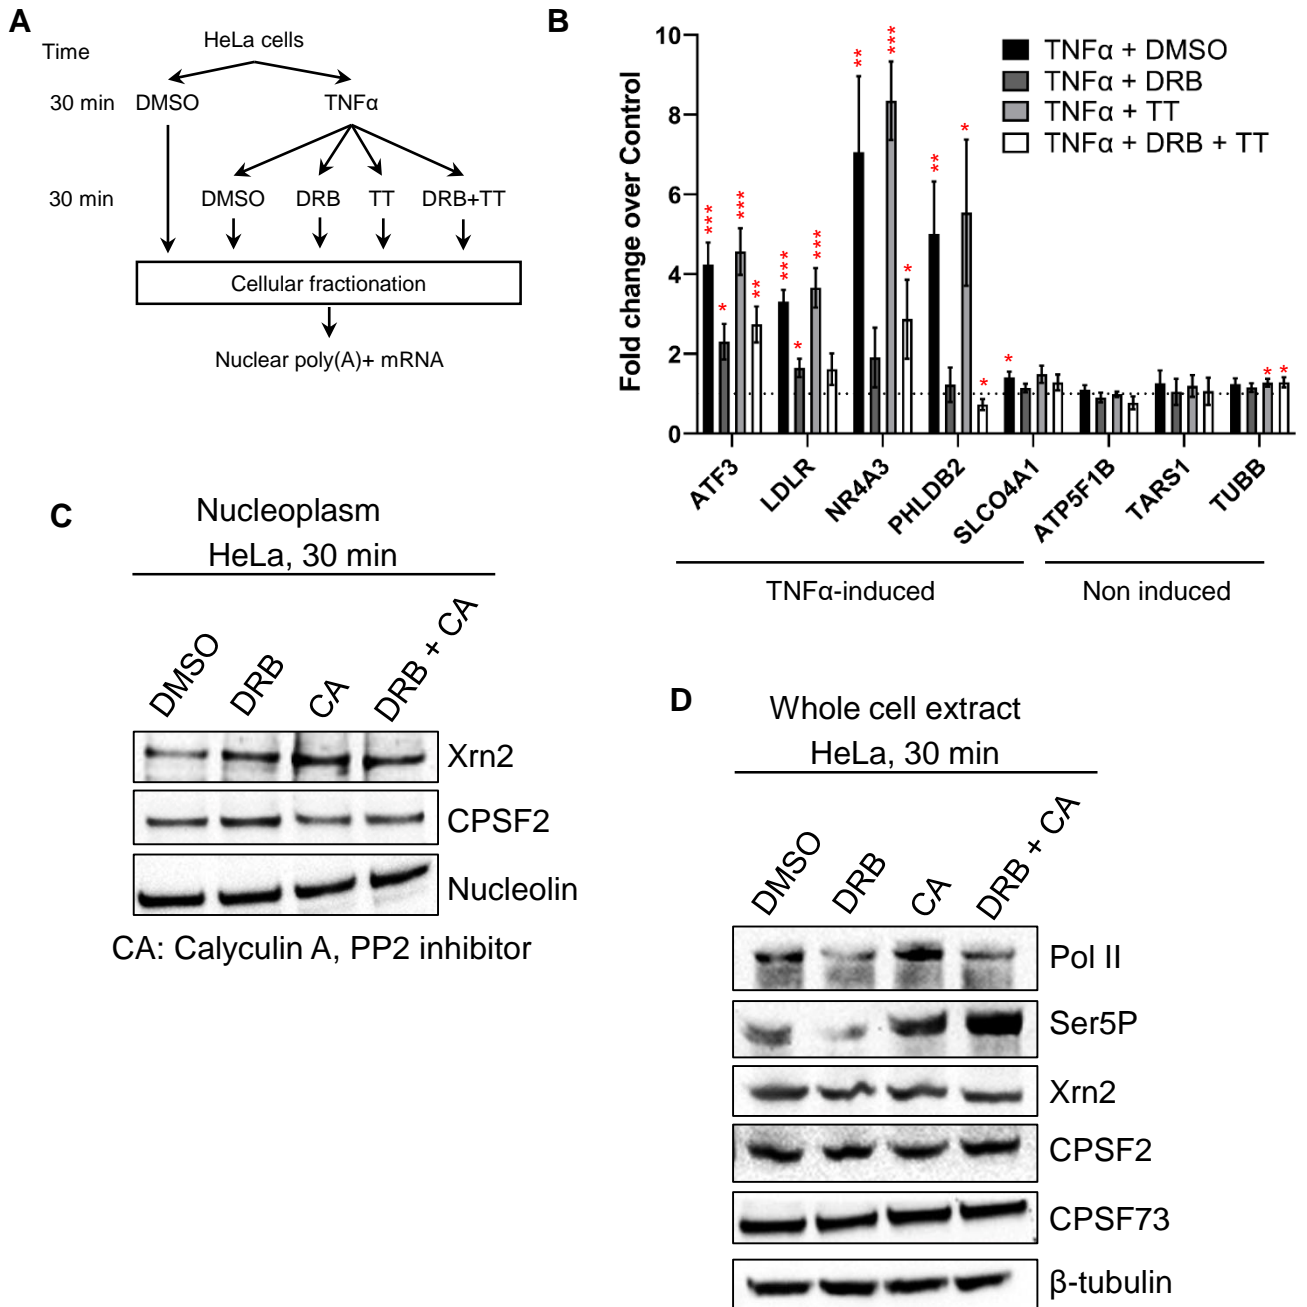 A
Time
HeLa cells
30 min
DMSO
TNFα
30 min
DMSO
DRB
TT
DRB+TT
Cellular fractionation
Nuclear poly(A)+ mRNA
B
Fold change over Control
10
8
6
4
2
0
TNFα + DMSO
TNFα + DRB
TNFα + TT
TNFα + DRB + TT
***
*
***
**
***
*
***
**
***
*
**
*
*
*
*
*
ATF3
LDLR
NR4A3
PHLDB2
SLCO4A1
ATP5F1B
TARS1
TUBB
TNFα-induced
Non induced
C
Nucleoplasm
HeLa, 30 min
DMSO
DRB
CA
DRB + CA
Xrn2
CPSF2
Nucleolin
CA: Calyculin A, PP2 inhibitor
D
Whole cell extract
HeLa, 30 min
DMSO
DRB
CA
DRB + CA
Pol II
Ser5P
Xrn2
CPSF2
CPSF73
β-tubulin